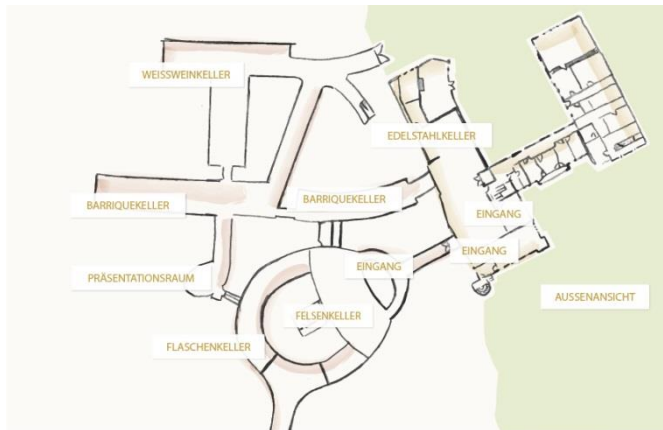 WEISSWEINKELLER
EDELSTAHLKELLER
BARRIQUEKELLER
BARRIQUEKELLER
EINGANG
EINGANG
EINGANG
PRÄSENTATIONSRAUM
AUSSENANSICHT
FELSENKELLER
FLASCHENKELLER